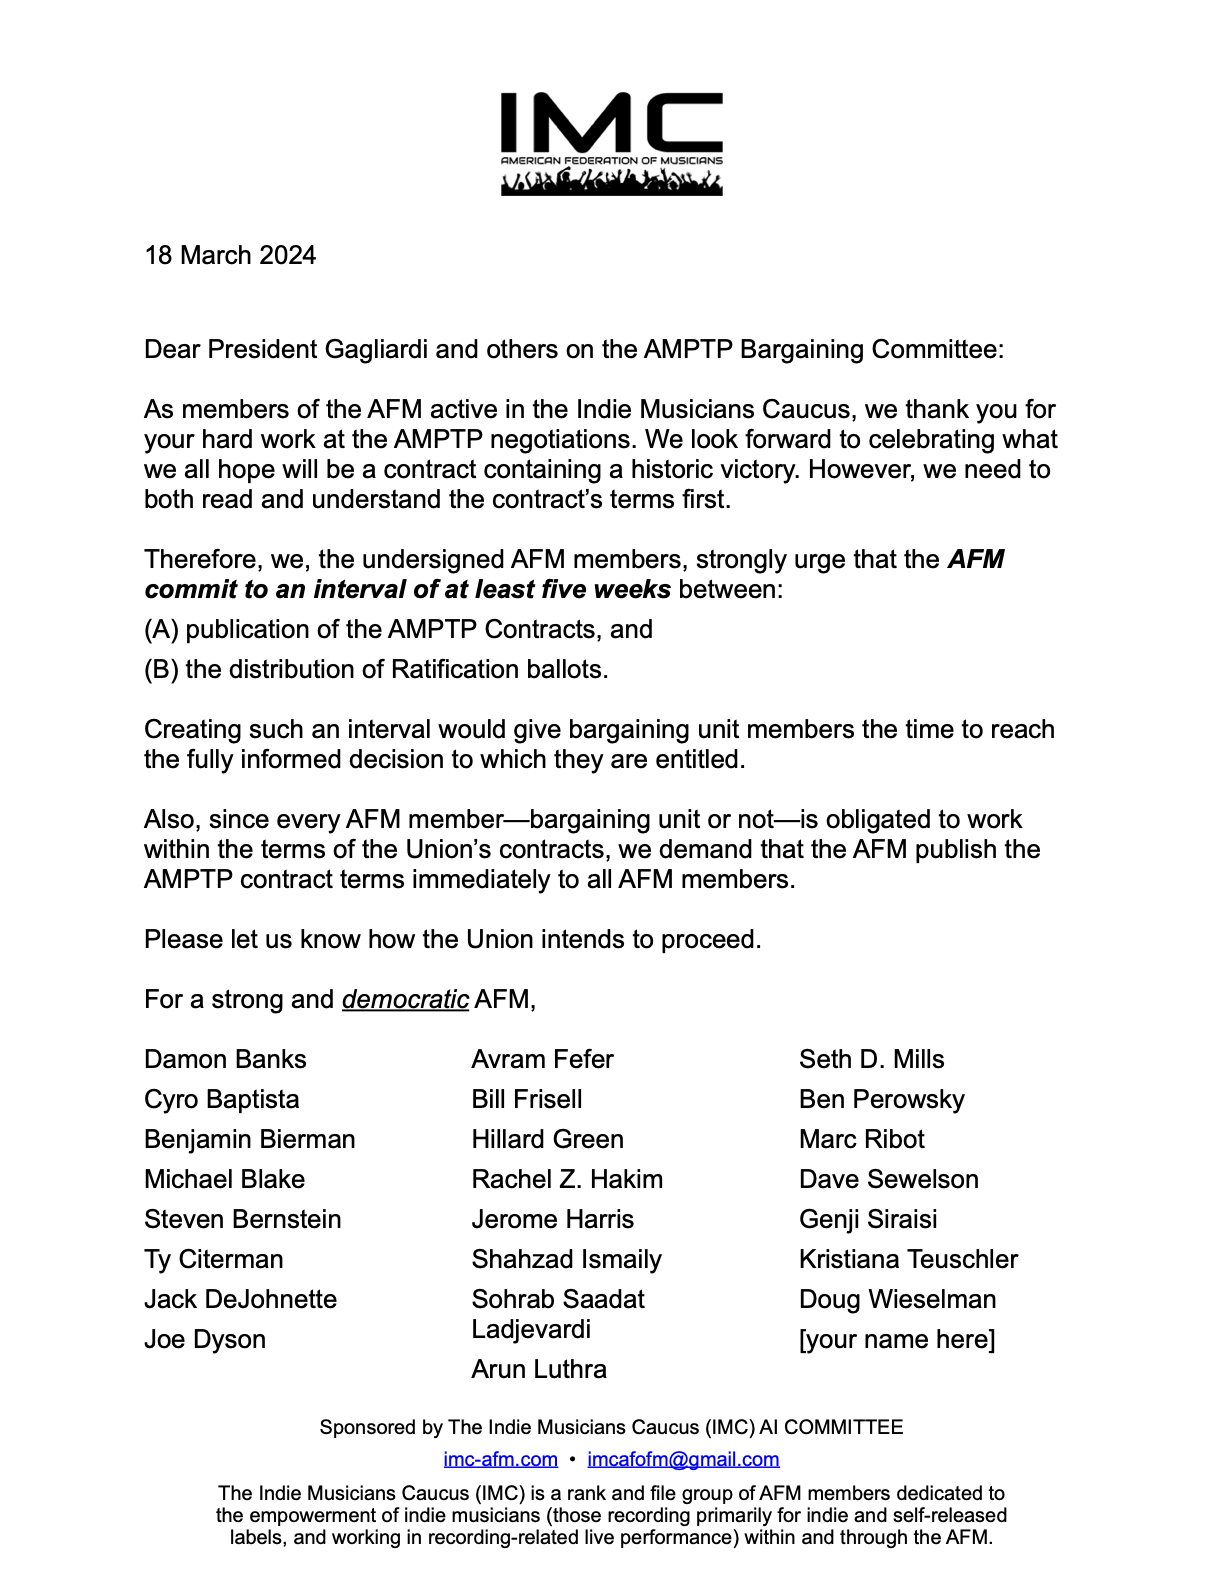 IMC
AMERICAN FEDERATION OF MUSICIANS
18 March 2024
Dear President Gagliardi and others on the AMPTP Bargaining Committee:
As members of the AFM active in the Indie Musicians Caucus, we thank you for
your hard work at the AMPTP negotiations. We look forward to celebrating what
we all hope will be a contract containing a historic victory. However, we need to
both read and understand the contract’s terms first.
Therefore, we, the undersigned AFM members, strongly urge that the AFM
commit to an interval of at least five weeks between:
(A) publication of the AMPTP Contracts, and
(B) the distribution of Ratification ballots.
Creating such an interval would give bargaining unit members the time to reach
the fully informed decision to which they are entitled.
Also, since every AFM member—bargaining unit or not—is obligated to work
within the terms of the Union’s contracts, we demand that the AFM publish the
AMPTP contract terms immediately to all AFM members.
Please let us know how the Union intends to proceed.
For a strong and democratic AFM,
Damon Banks
Cyro Baptista
Benjamin Bierman
Michael Blake
Steven Bernstein
Ty Citerman
Jack DeJohnette
Joe Dyson
Avram Fefer
Bill Frisell
Hillard Green
Rachel Z. Hakim
Jerome Harris
Shahzad Ismaily
Sohrab Saadat
Ladjevardi
Arun Luthra
Seth D. Mills
Ben Perowsky
Marc Ribot
Dave Sewelson
Genji Siraisi
Kristiana Teuschler
Doug Wieselman
[your name here]
Sponsored by The Indie Musicians Caucus (IMC) AI COMMITTEE
imc-afm.com • imcafofm@gmail.com
The Indie Musicians Caucus (IMC) is a rank and file group of AFM members dedicated to
the empowerment of indie musicians (those recording primarily for indie and self-released
labels, and working in recording-related live performance) within and through the AFM.